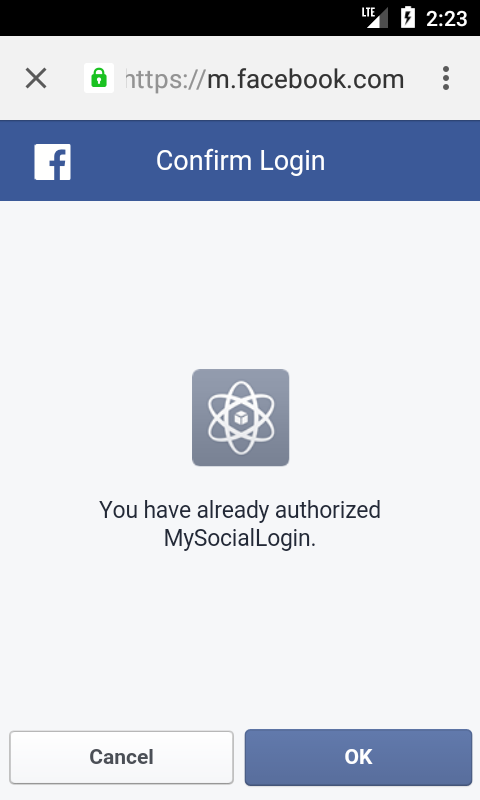 LTE 2:23
https://m.facebook.com
Confirm Login
You have already authorized
MySocialLogin.
Cancel OK